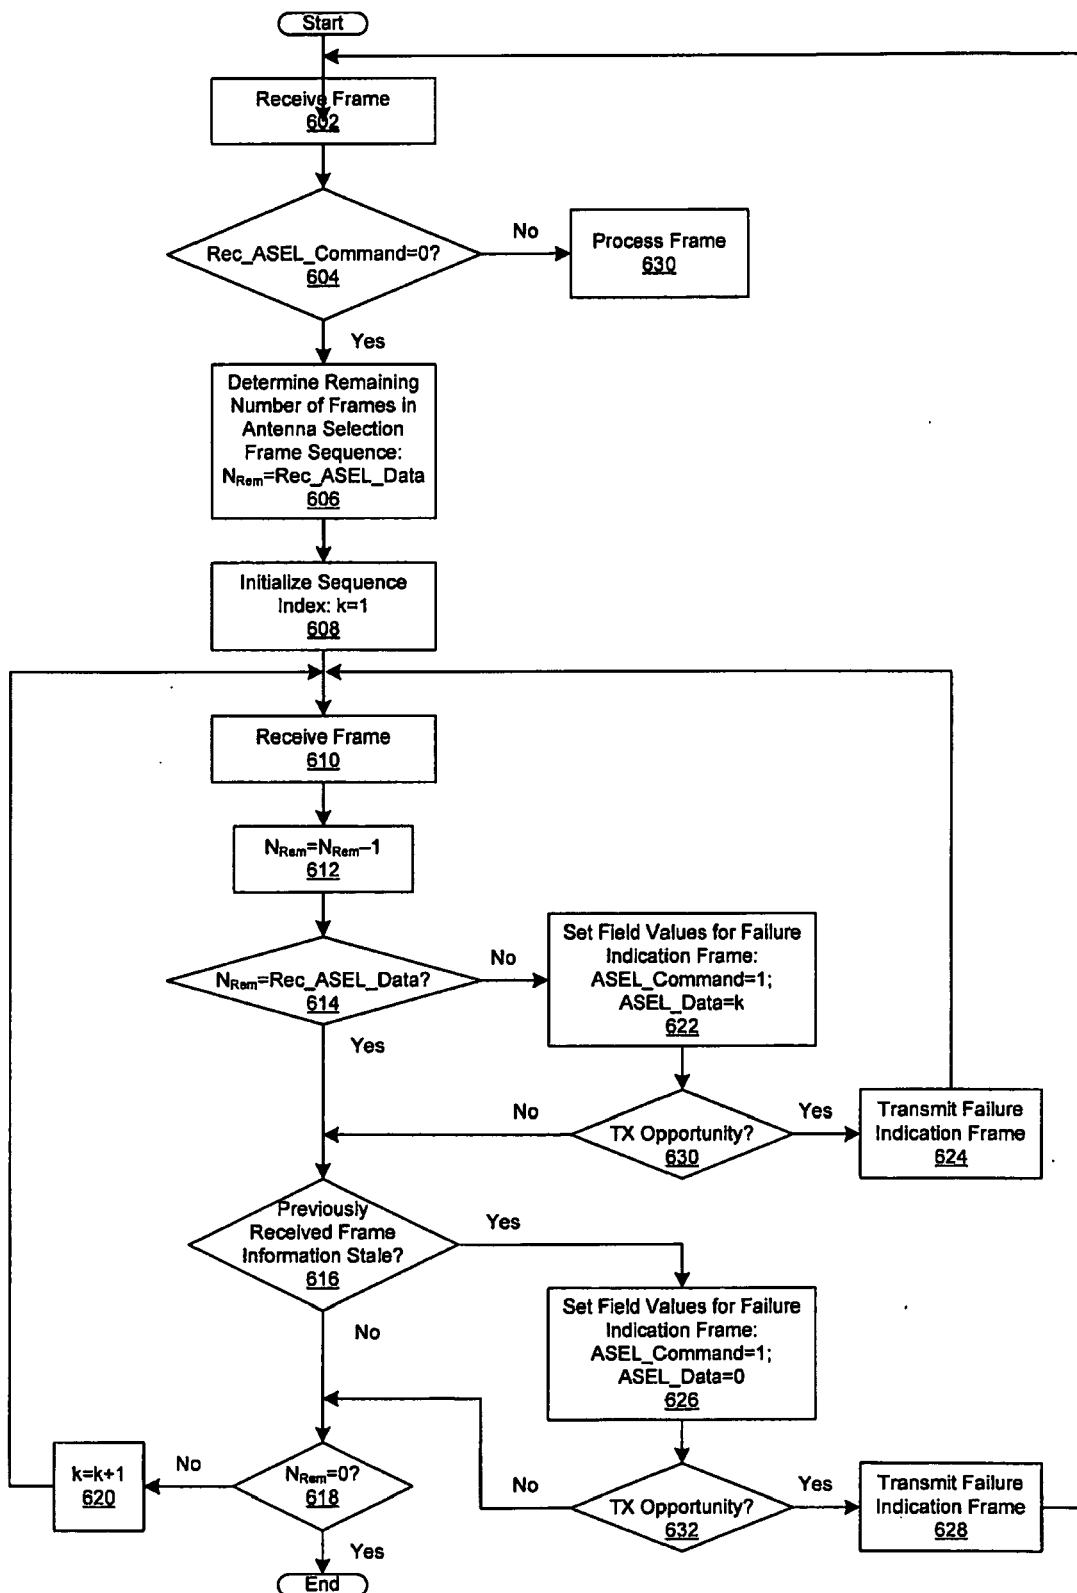 Start
Receive Frame
602
Rec_ASEL_Command=0?
604
No
Process Frame
630
Yes
Determine Remaining
Number of Frames in
Antenna Selection
Frame Sequence:
NRem=Rec_ASEL_Data
606
Initialize Sequence
Index: k=1
608
Receive Frame
610
NRem=NRem–1
612
NRem=Rec_ASEL_Data?
614
No
Set Field Values for Failure
Indication Frame:
ASEL_Command=1;
ASEL_Data=k
622
Yes
No
TX Opportunity?
630
Yes
Transmit Failure
Indication Frame
624
Previously
Received Frame
Information Stale?
616
Yes
Set Field Values for Failure
Indication Frame:
ASEL_Command=1;
ASEL_Data=0
626
No
k=k+1
620
No
NRem=0?
618
No
TX Opportunity?
632
Yes
Transmit Failure
Indication Frame
628
Yes
End